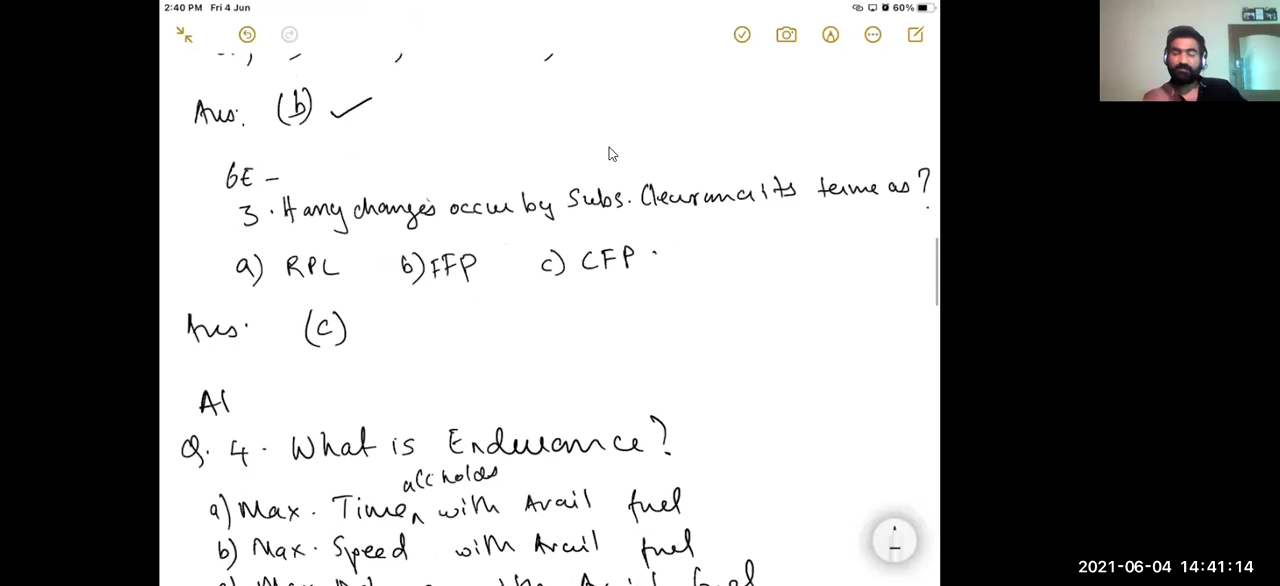 2:40 PM Fri 4 Jun
60%
Ans. (b)
6E -
3. If any changes occur by Subs. Clearance its terme as?
a) RPL b) FFP c) CFP.
Ans. (c)
AI
Q. 4. What is Endurance?
a) Max. Time acc holds with Avail fuel
b) Max. Speed with Avail fuel
2021-06-04 14:41:14